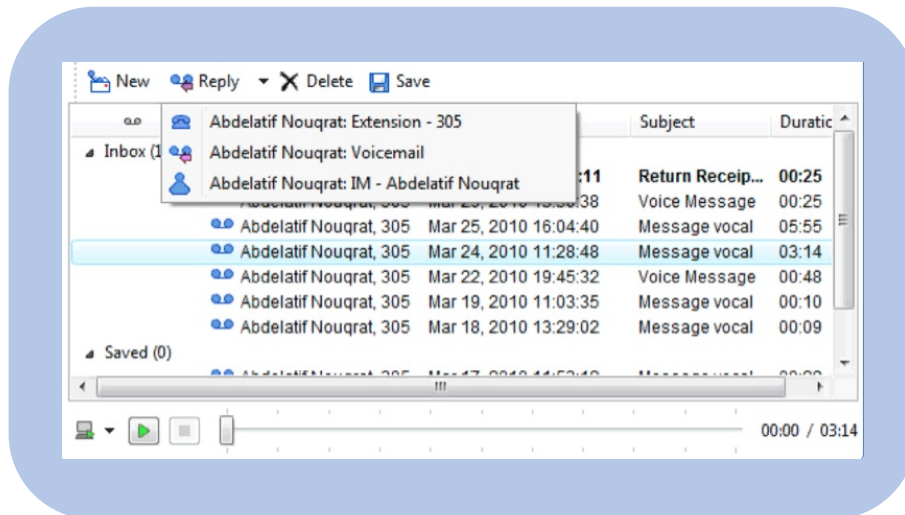 New Reply Delete Save
Abdelatif Nouqrat: Extension - 305
Subject Duratic
Abdelatif Nouqrat: Voicemail
Inbox (1
Abdelatif Nouqrat: IM - Abdelatif Nouqrat
:11 Return Receip... 00:25
:38 Voice Message 00:25
Abdelatif Nouqrat, 305 Mar 25, 2010 16:04:40 Message vocal 05:55
Abdelatif Nouqrat, 305 Mar 24, 2010 11:28:48 Message vocal 03:14
Abdelatif Nouqrat, 305 Mar 22, 2010 19:45:32 Voice Message 00:48
Abdelatif Nouqrat, 305 Mar 19, 2010 11:03:35 Message vocal 00:10
Abdelatif Nouqrat, 305 Mar 18, 2010 13:29:02 Message vocal 00:09
Saved (0)
00:00 / 03:14